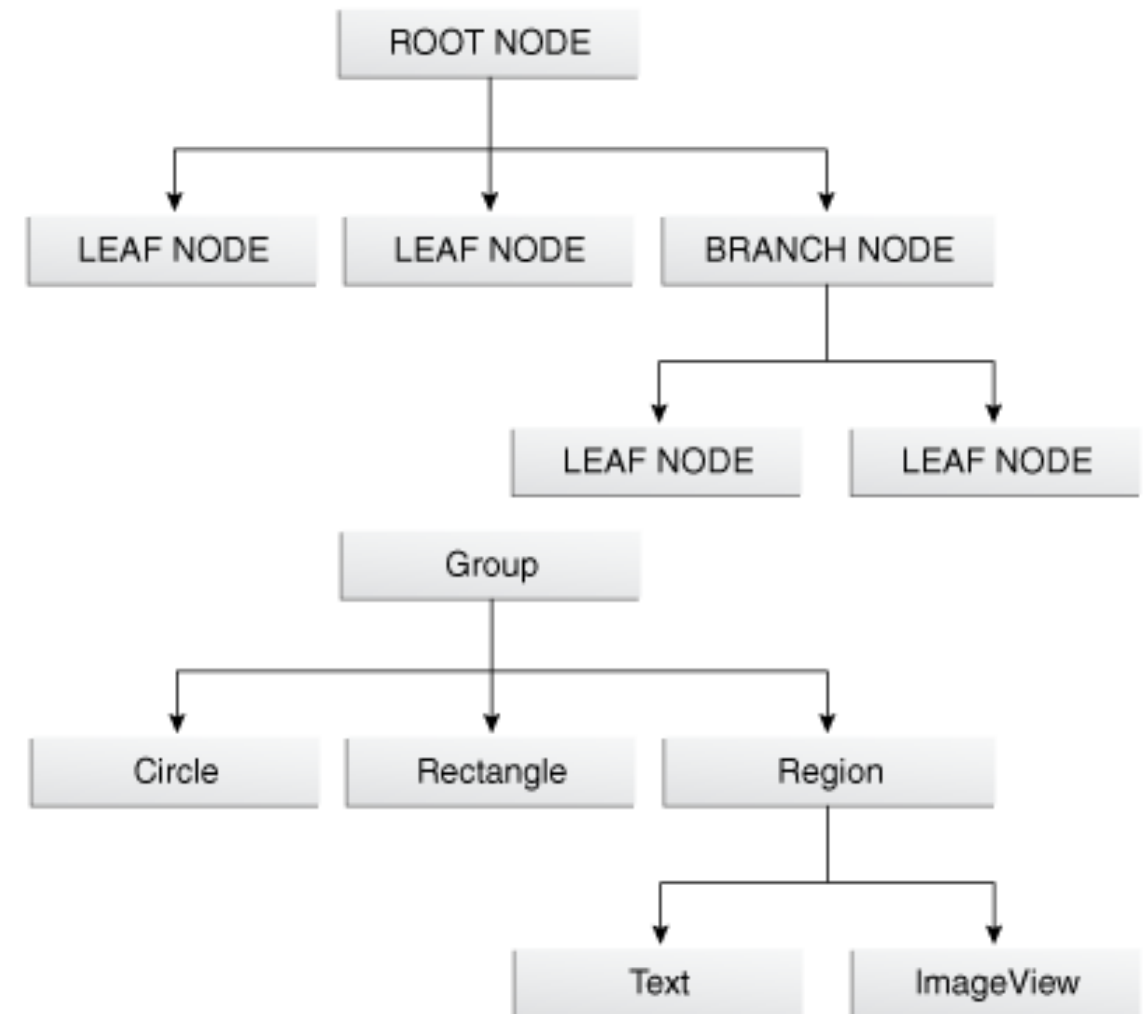 ROOT NODE
LEAF NODE
LEAF NODE
BRANCH NODE
LEAF NODE
LEAF NODE
Group
Circle
Rectangle
Region
Text
ImageView